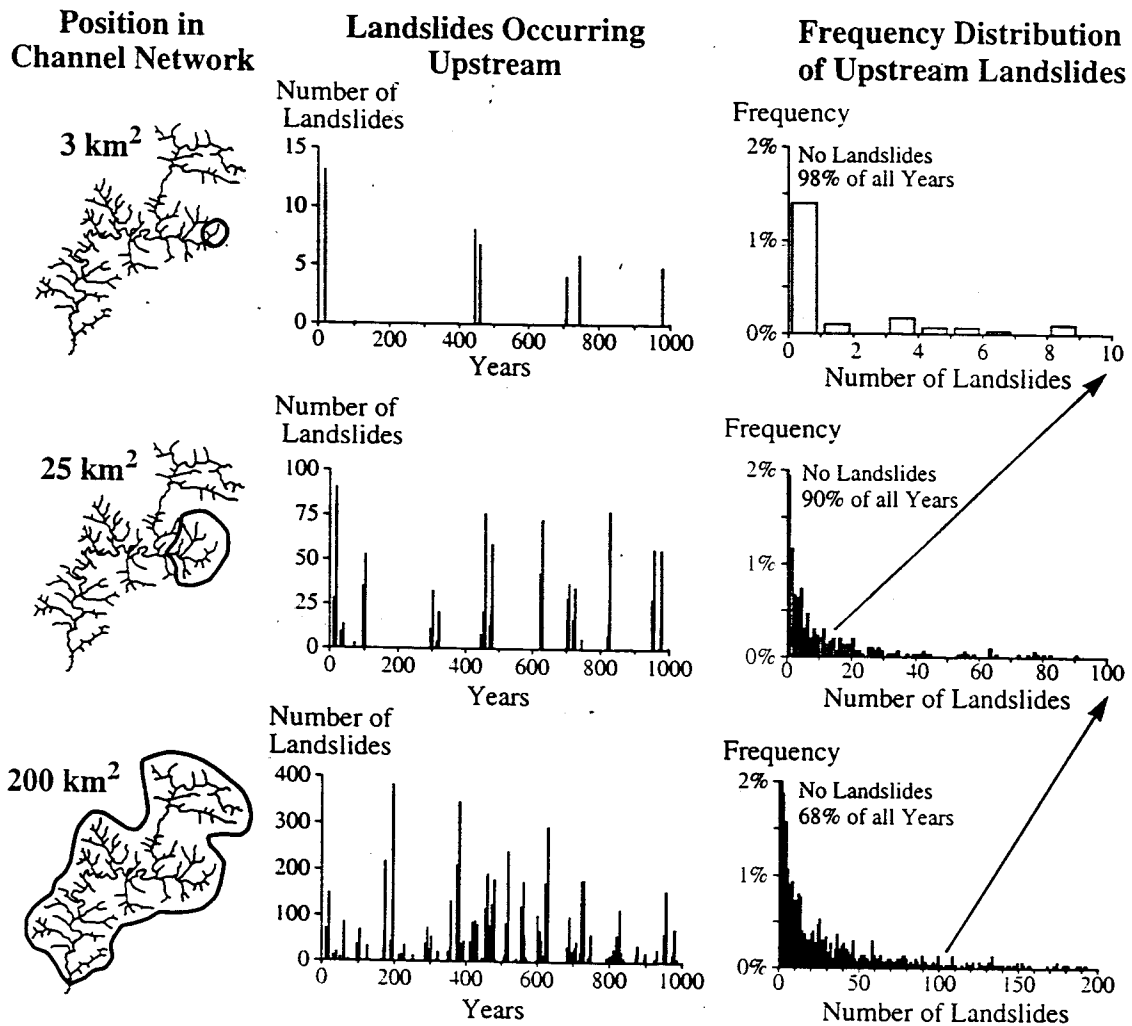 Position in
Channel Network
Landslides Occurring
Upstream
Frequency Distribution
of Upstream Landslides
3 km²
Number of
Landslides
15
10
5
0
0 200 400 600 800 1000
Years
Frequency
2%
No Landslides
98% of all Years
1%
0%
0 2 4 6 8 10
Number of Landslides
25 km²
Number of
Landslides
100
75
50
25
0
0 200 400 600 800 1000
Years
Frequency
2%
No Landslides
90% of all Years
1%
0%
0 20 40 60 80 100
Number of Landslides
200 km²
Number of
Landslides
400
300
200
100
0
0 200 400 600 800 1000
Years
Frequency
2%
No Landslides
68% of all Years
1%
0%
0 50 100 150 200
Number of Landslides